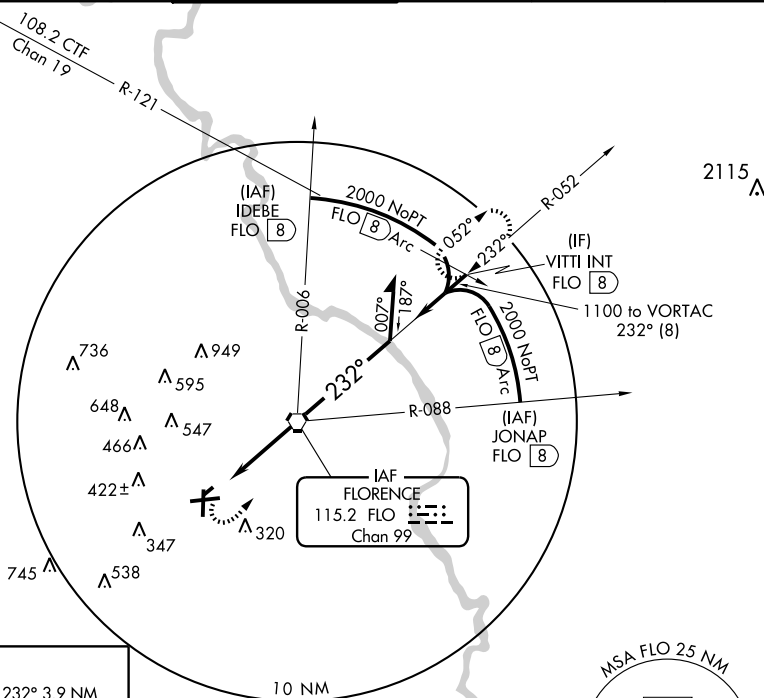 108.2 CTF
Chan 19
R-121
(IAF)
IDEBE
FLO 8
2000 NoPT
FLO 8 Arc
052°
232°
R-052
2115
(IF)
VITTI INT
FLO 8
1100 to VORTAC
232° (8)
R-006
007°
187°
2000 NoPT
FLO 8 Arc
232°
R-088
(IAF)
JONAP
FLO 8
736
949
595
648
547
466
422±
347
320
745
538
IAF
FLORENCE
115.2 FLO
Chan 99
10 NM
232° 3.9 NM
MSA FLO 25 NM